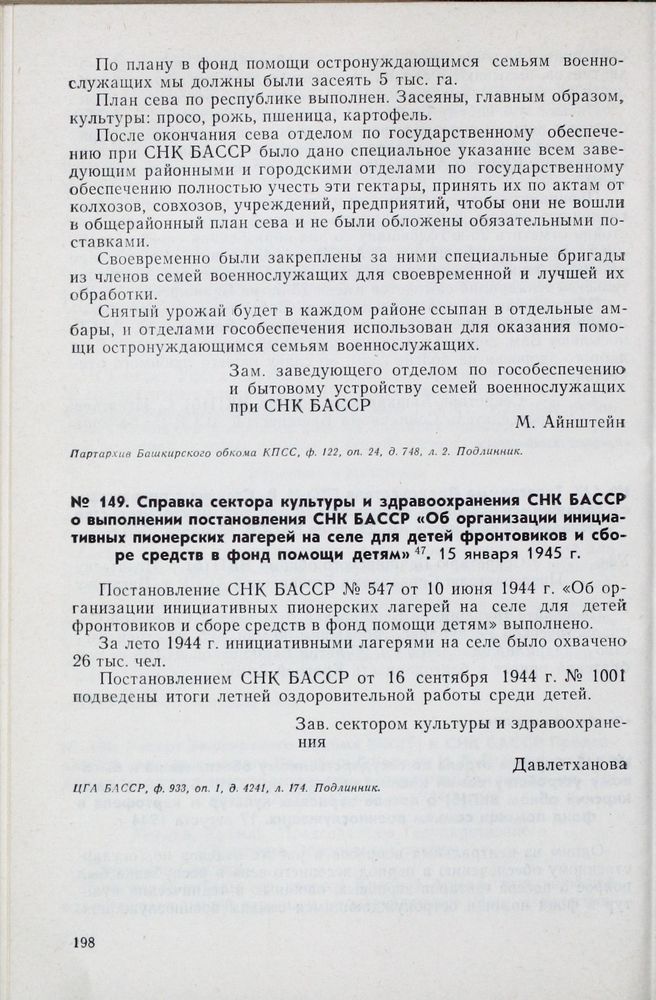 По плану в фонд помощи остронуждающимся семьям военно-
служащих мы должны были засеять 5 тыс. га.
План сева по республике выполнен. Засеяны, главным образом,
культуры: просо, рожь, пшеница, картофель.
После окончания сева отделом по государственному обеспече-
нию при СНК БАССР было дано специальное указание всем заве-
дующим районными и городскими отделами по государственному
обеспечению полностью учесть эти гектары, принять их по актам от
колхозов, совхозов, учреждений, предприятий, чтобы они не вошли
в общерайонный план сева и не были обложены обязательными по-
ставками.
Своевременно были закреплены за ними специальные бригады
из членов семей военнослужащих для своевременной и лучшей их
обработки.
Снятый урожай будет в каждом районе ссыпан в отдельные ам-
бары, и отделами гособеспечения использован для оказания помо-
щи остронуждающимся семьям военнослужащих.
Зам. заведующего отделом по гособеспечению
и бытовому устройству семей военнослужащих
при СНК БАССР
М. Айнштейн
Партархив Башкирского обкома КПСС, ф. 122, оп. 24, д. 748, л. 2. Подлинник.
№ 149. Справка сектора культуры и здравоохранения СНК БАССР
о выполнении постановления СНК БАССР «Об организации инициа-
тивных пионерских лагерей на селе для детей фронтовиков и сбо-
ре средств в фонд помощи детям» 47. 15 января 1945 г.
Постановление СНК БАССР № 547 от 10 июня 1944 г. «Об ор-
ганизации инициативных пионерских лагерей на селе для детей
фронтовиков и сборе средств в фонд помощи детям» выполнено.
За лето 1944 г. инициативными лагерями на селе было охвачено
26 тыс. чел.
Постановлением СНК БАССР от 16 сентября 1944 г. № 1001
подведены итоги летней оздоровительной работы среди детей.
Зав. сектором культуры и здравоохране-
ния
Давлетханова
ЦГА БАССР, ф. 933, оп. 1, д. 4241, л. 174. Подлинник.
198